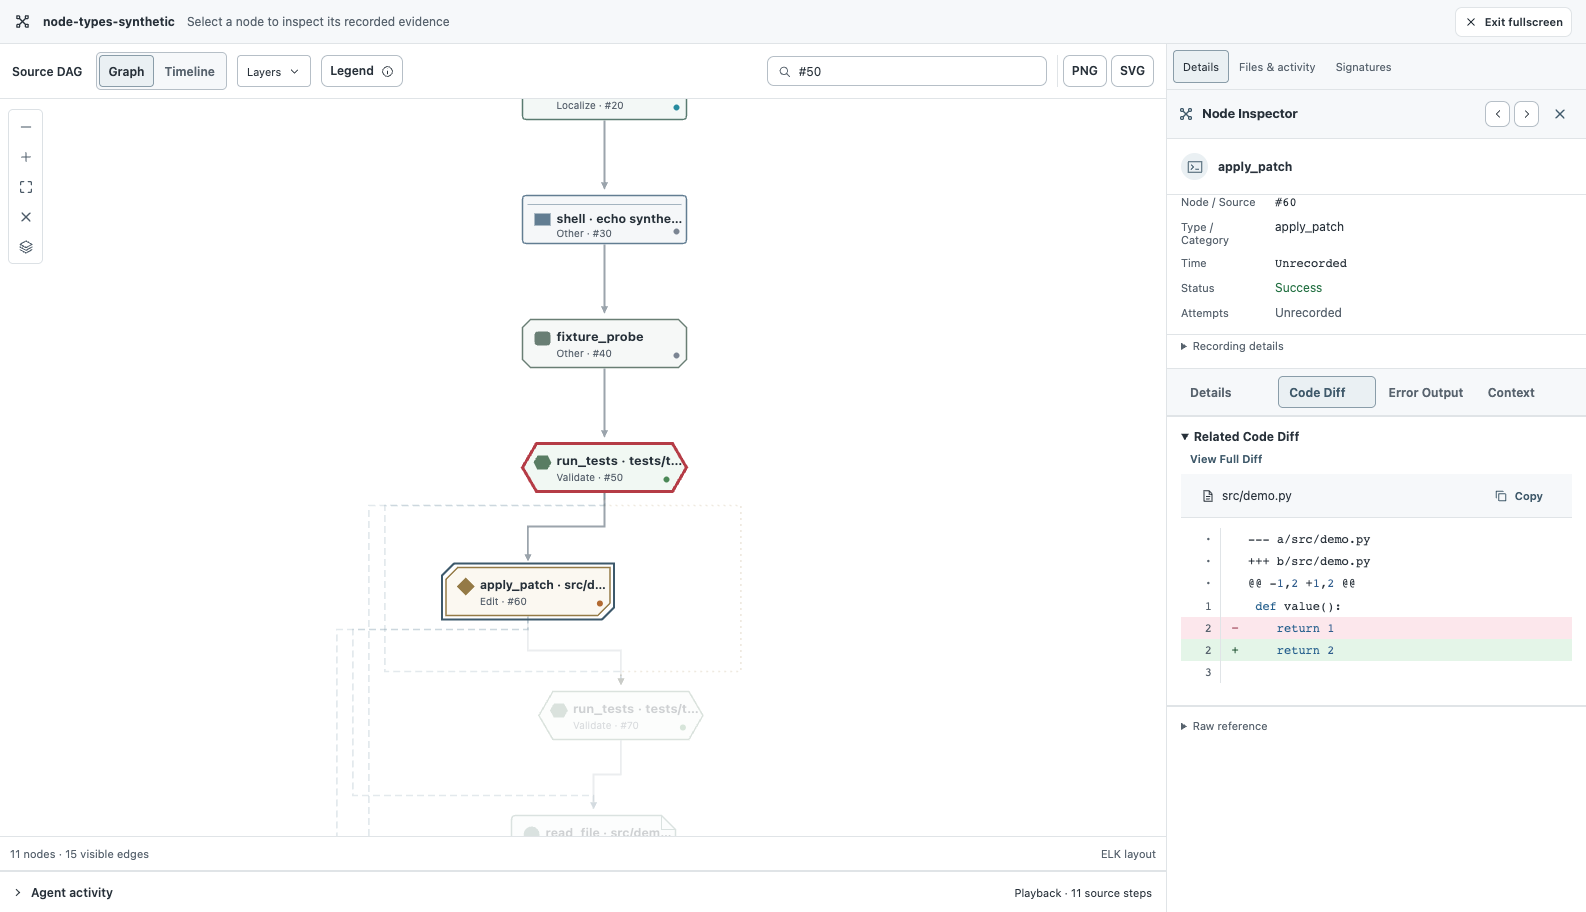 node-types-synthetic Select a node to inspect its recorded evidence
Exit fullscreen
Source DAG Graph Timeline Layers Legend #50 PNG SVG
Localize · #20
shell · echo synthe...
Other · #30
fixture_probe
Other · #40
run_tests · tests/t...
Validate · #50
apply_patch · src/d...
Edit · #60
run_tests · tests/t...
Validate · #70
read_file · src/dem...
11 nodes · 15 visible edges
ELK layout
Agent activity
Playback · 11 source steps
Details Files & activity Signatures
Node Inspector
apply_patch
Node / Source #60
Type / Category apply_patch
Time Unrecorded
Status Success
Attempts Unrecorded
Recording details
Details Code Diff Error Output Context
Related Code Diff
View Full Diff
src/demo.py Copy
· --- a/src/demo.py
· +++ b/src/demo.py
· @@ -1,2 +1,2 @@
1 def value():
2 - return 1
2 + return 2
3
Raw reference